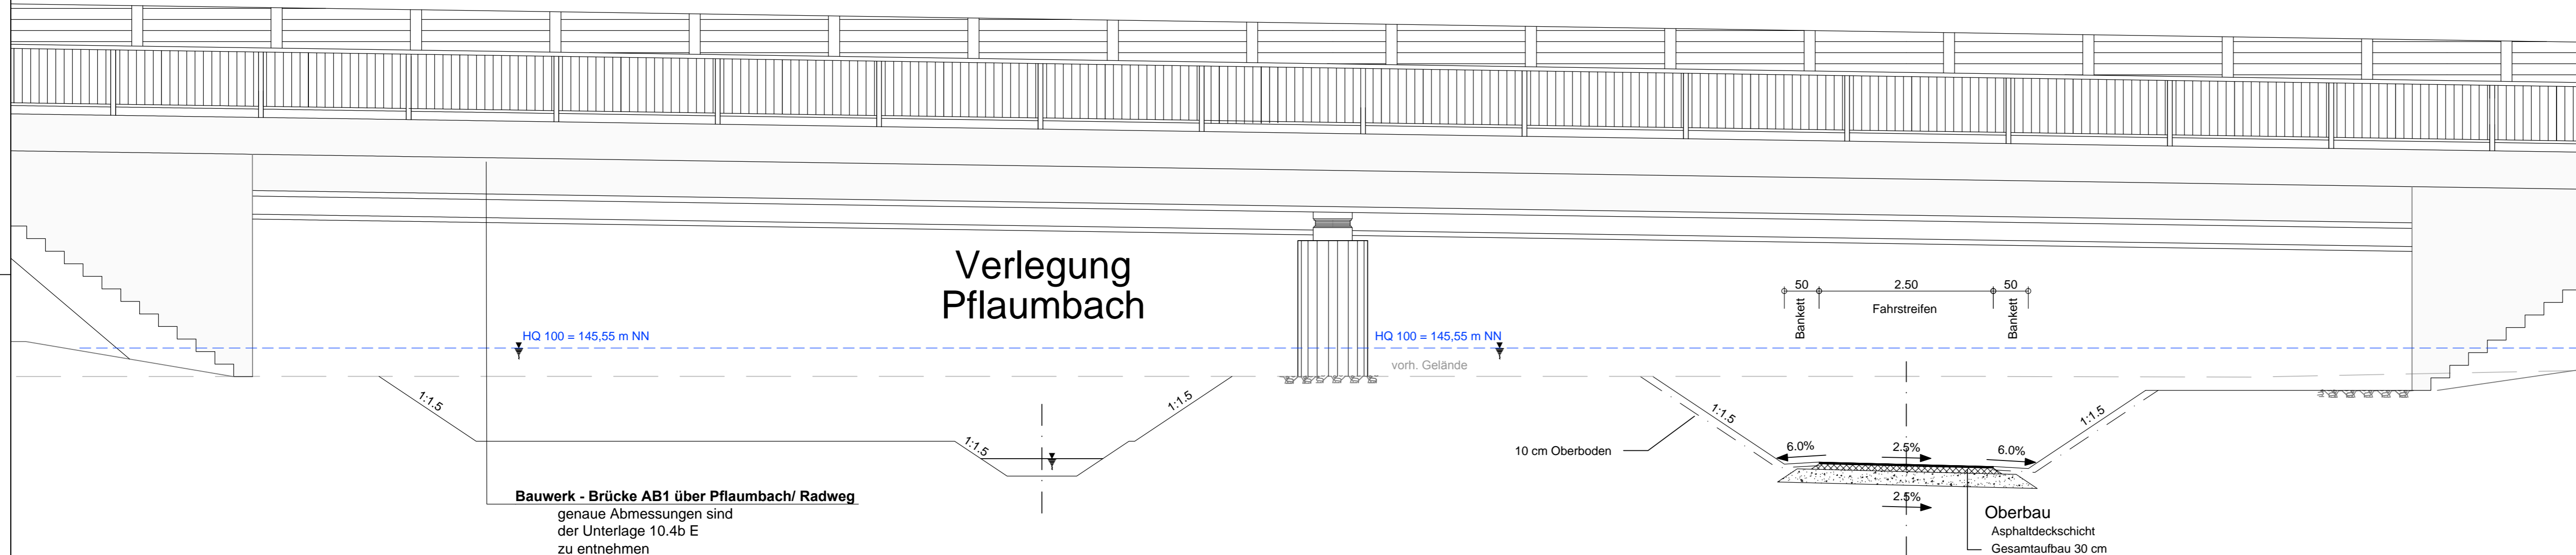 Verlegung
Pflaumbach
50
2.50
50
Bankett
Fahrstreifen
Bankett
HQ 100 = 145,55 m NN
HQ 100 = 145,55 m NN
vorh. Gelände
1:1.5
1:1.5
1:1.5
1:1.5
1:1.5
10 cm Oberboden
6.0%
2.5%
6.0%
2.5%
Bauwerk - Brücke AB1 über Pflaumbach/ Radweg
genaue Abmessungen sind
der Unterlage 10.4b E
zu entnehmen
Oberbau
Asphaltdeckschicht
Gesamtaufbau 30 cm